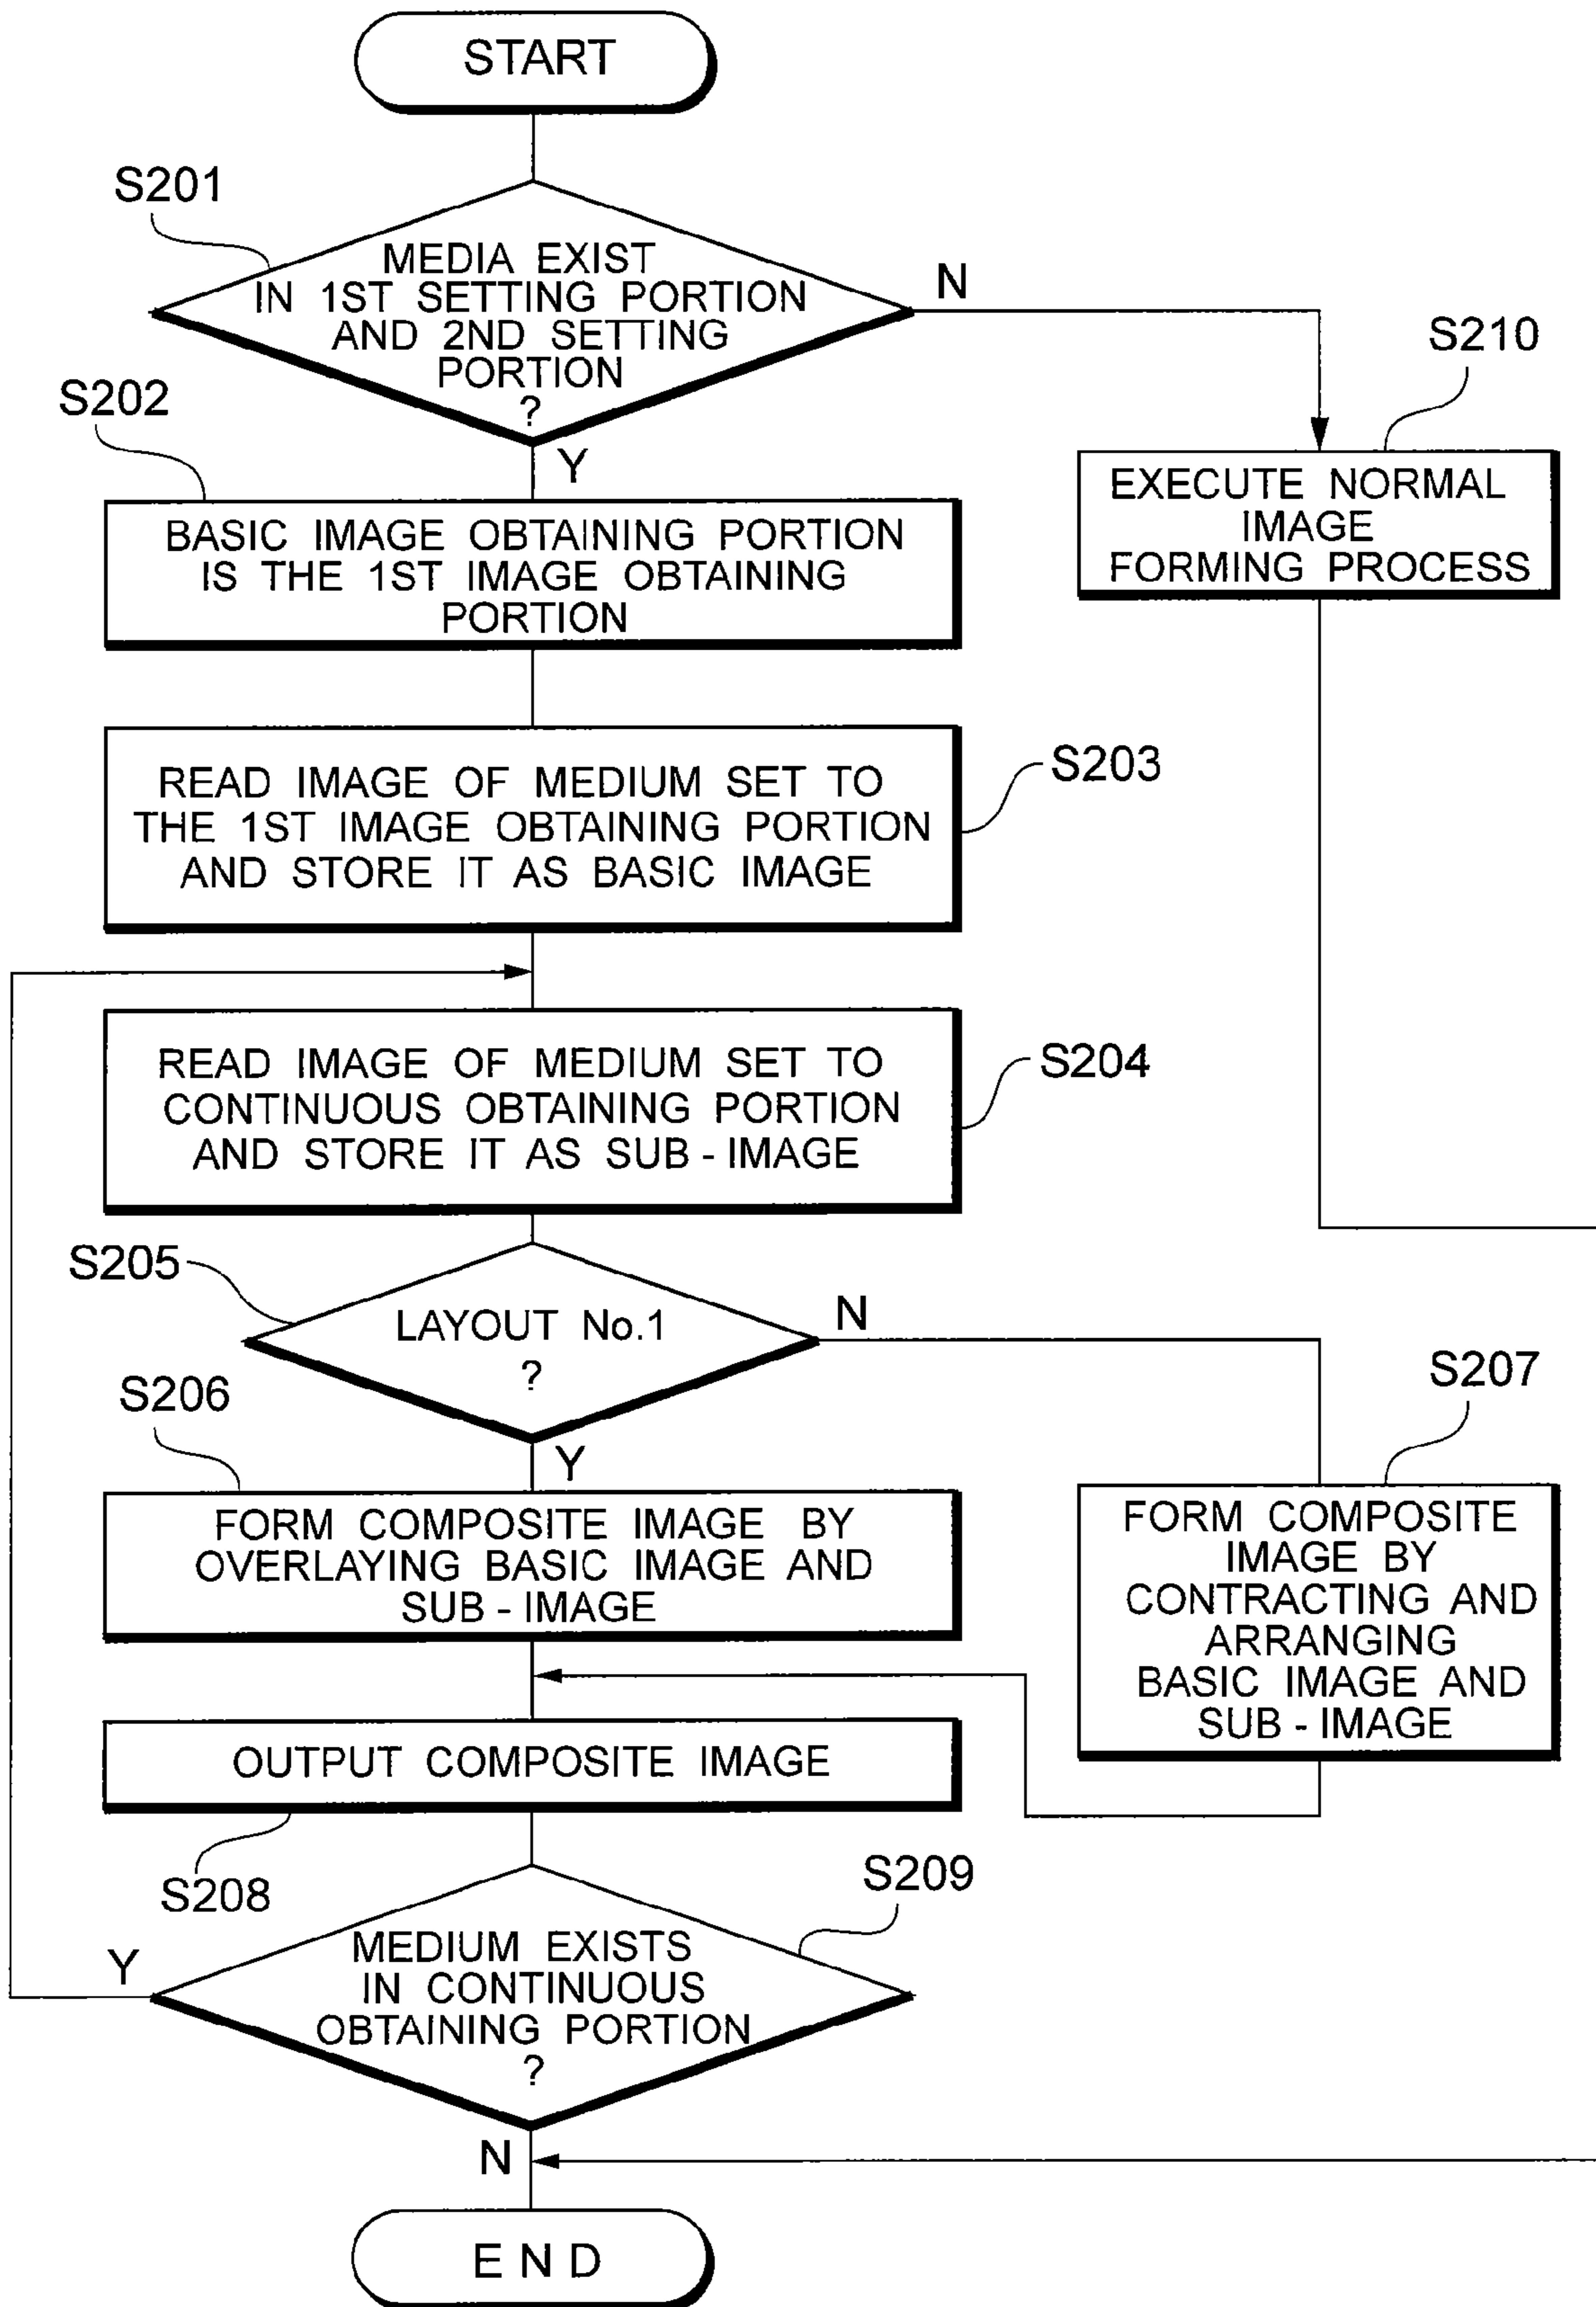 START
S201
MEDIA EXIST
IN 1ST SETTING PORTION
AND 2ND SETTING
PORTION
?
N
Y
S210
EXECUTE NORMAL
IMAGE
FORMING PROCESS
S202
BASIC IMAGE OBTAINING PORTION
IS THE 1ST IMAGE OBTAINING
PORTION
S203
READ IMAGE OF MEDIUM SET TO
THE 1ST IMAGE OBTAINING PORTION
AND STORE IT AS BASIC IMAGE
S204
READ IMAGE OF MEDIUM SET TO
CONTINUOUS OBTAINING PORTION
AND STORE IT AS SUB - IMAGE
S205
LAYOUT No.1
?
N
Y
S206
FORM COMPOSITE IMAGE BY
OVERLAYING BASIC IMAGE AND
SUB - IMAGE
S207
FORM COMPOSITE
IMAGE BY
CONTRACTING AND
ARRANGING
BASIC IMAGE AND
SUB - IMAGE
OUTPUT COMPOSITE IMAGE
S208
S209
MEDIUM EXISTS
IN CONTINUOUS
OBTAINING PORTION
?
Y
N
END